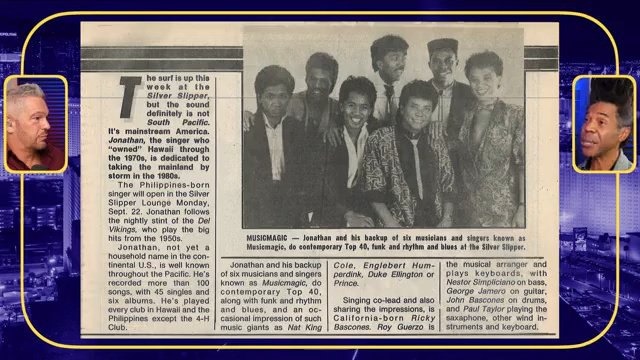 The surf is up this
week at the
Silver Slipper,
but the sound
definitely is not
South Pacific.
It's mainstream America.
Jonathan, the singer who
"owned" Hawaii through
the 1970s, is dedicated to
taking the mainland by
storm in the 1980s.
The Philippines-born
singer will open in the Silver
Slipper Lounge Monday,
Sept. 22. Jonathan follows
the nightly stint of the Del
Vikings, who play the big
hits from the 1950s.
Jonathan, not yet a
household name in the con-
tinental U.S., is well known
throughout the Pacific. He's
recorded more than 100
songs, with 45 singles and
six albums. He's played
every club in Hawaii and the
Philippines except the 4-H
Club.
MUSICMAGIC — Jonathan and his backup of six musicians and singers known as
Musicmagic, do contemporary Top 40, funk and rhythm and blues at the Silver Slipper.
Jonathan and his backup
of six musicians and singers
known as Musicmagic, do
contemporary Top 40,
along with funk and rhythm
and blues, and an oc-
casional impression of such
music giants as Nat King
Cole, Englebert Hum-
perdink, Duke Ellington or
Prince.
Singing co-lead and also
sharing the impressions, is
California-born Ricky
Bascones. Roy Guerzo is
the musical arranger and
plays keyboards, with
Nestor Simpliciano on bass,
George Jamero on guitar,
John Bascones on drums,
and Paul Taylor playing the
saxophone, other wind in-
struments and keyboard.